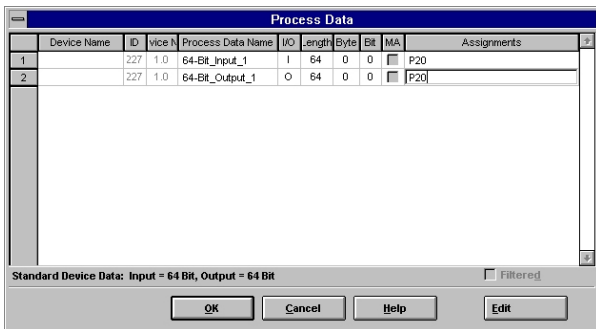 Process Data
Device Name ID vice N Process Data Name I/O Length Byte Bit MA Assignments
1 227 1.0 64-Bit_Input_1 I 64 0 0 P20
2 227 1.0 64-Bit_Output_1 O 64 0 0 P20
Standard Device Data: Input = 64 Bit, Output = 64 Bit Filtered
OK Cancel Help Edit